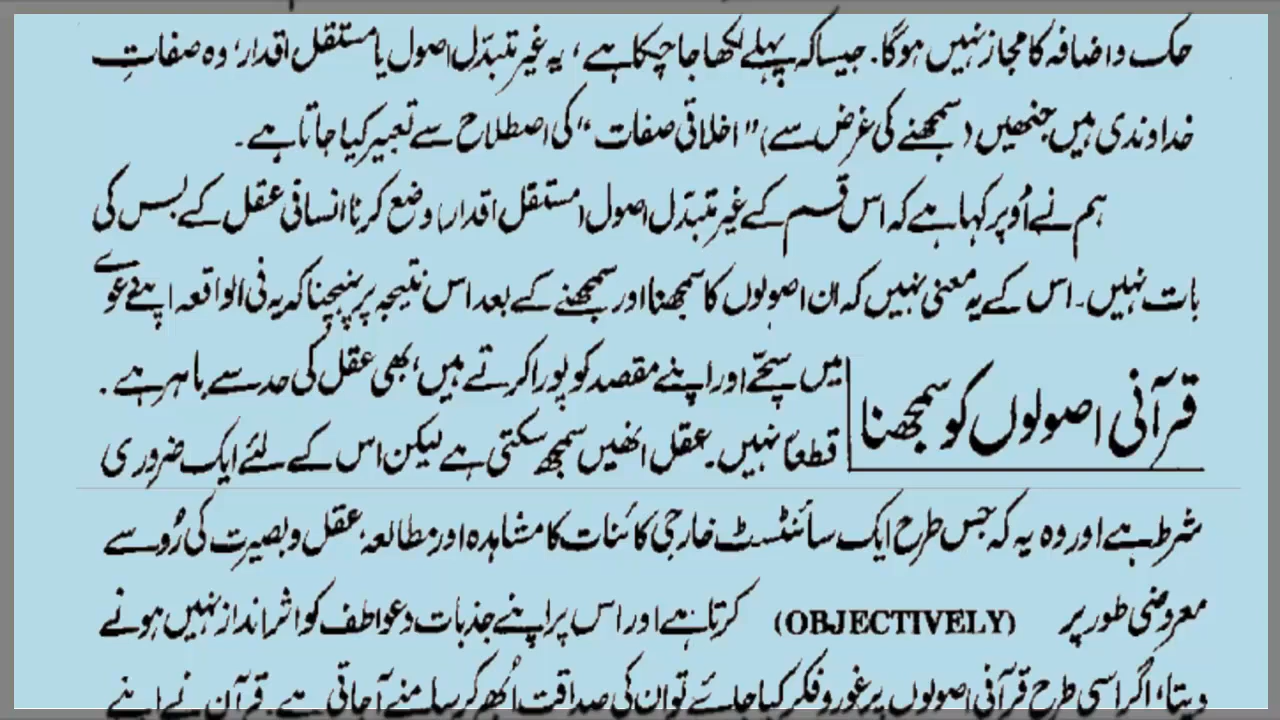 حک و اضافہ کا مجاز نہیں ہوگا۔ جیسا کہ پہلے لکھا جا چکا ہے، یہ غیر متبدّل اصول یا مستقل اقدار، وہ صفاتِ
خداوندی ہیں جنھیں (سمجھنے کی غرض سے) "اخلاقی صفات" کی اصطلاح سے تعبیر کیا جاتا ہے۔
ہم نے اُوپر کہا ہے کہ اس قسم کے غیر متبدّل اصول (مستقل اقدار) وضع کرنا انسانی عقل کے بس کی
بات نہیں۔ اس کے یہ معنی نہیں کہ ان اصولوں کا سمجھنا اور سمجھنے کے بعد اس نتیجہ پر پہنچنا کہ یہ فی الواقعہ اپنے دعوے
میں سچّے اور اپنے مقصد کو پورا کرتے ہیں، بھی عقل کی حد سے باہر ہے۔
قرآنی اصولوں کو سمجھنا
قطعاً نہیں۔ عقل انھیں سمجھ سکتی ہے لیکن اس کے لئے ایک ضروری
شرط ہے اور وہ یہ کہ جس طرح ایک سائنٹسٹ خارجی کائنات کا مشاہدہ اور مطالعہ، عقل و بصیرت کی رُو سے
معروضی طور پر (OBJECTIVELY) کرتا ہے اور اس پر اپنے جذبات و عواطف کو اثر انداز نہیں ہونے
دیتا، اگر اسی طرح قرآنی اصولوں پر غور و فکر کیا جائے تو ان کی صداقت اُبھر کر سامنے آجاتی ہے۔ قرآن نے اپنے